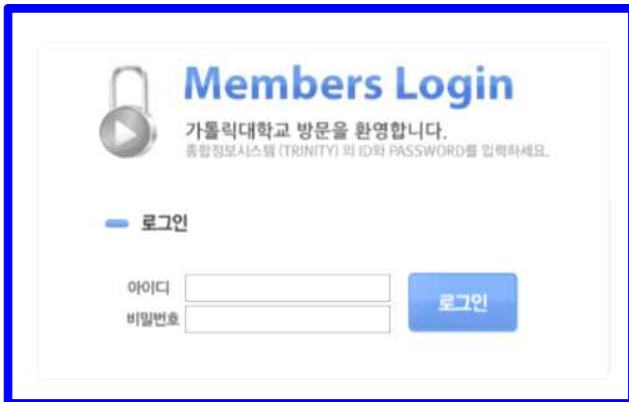 Members Login
가톨릭대학교 방문을 환영합니다.
종합정보시스템 (TRINITY) 의 ID와 PASSWORD를 입력하세요.
로그인
아이디
로그인
비밀번호